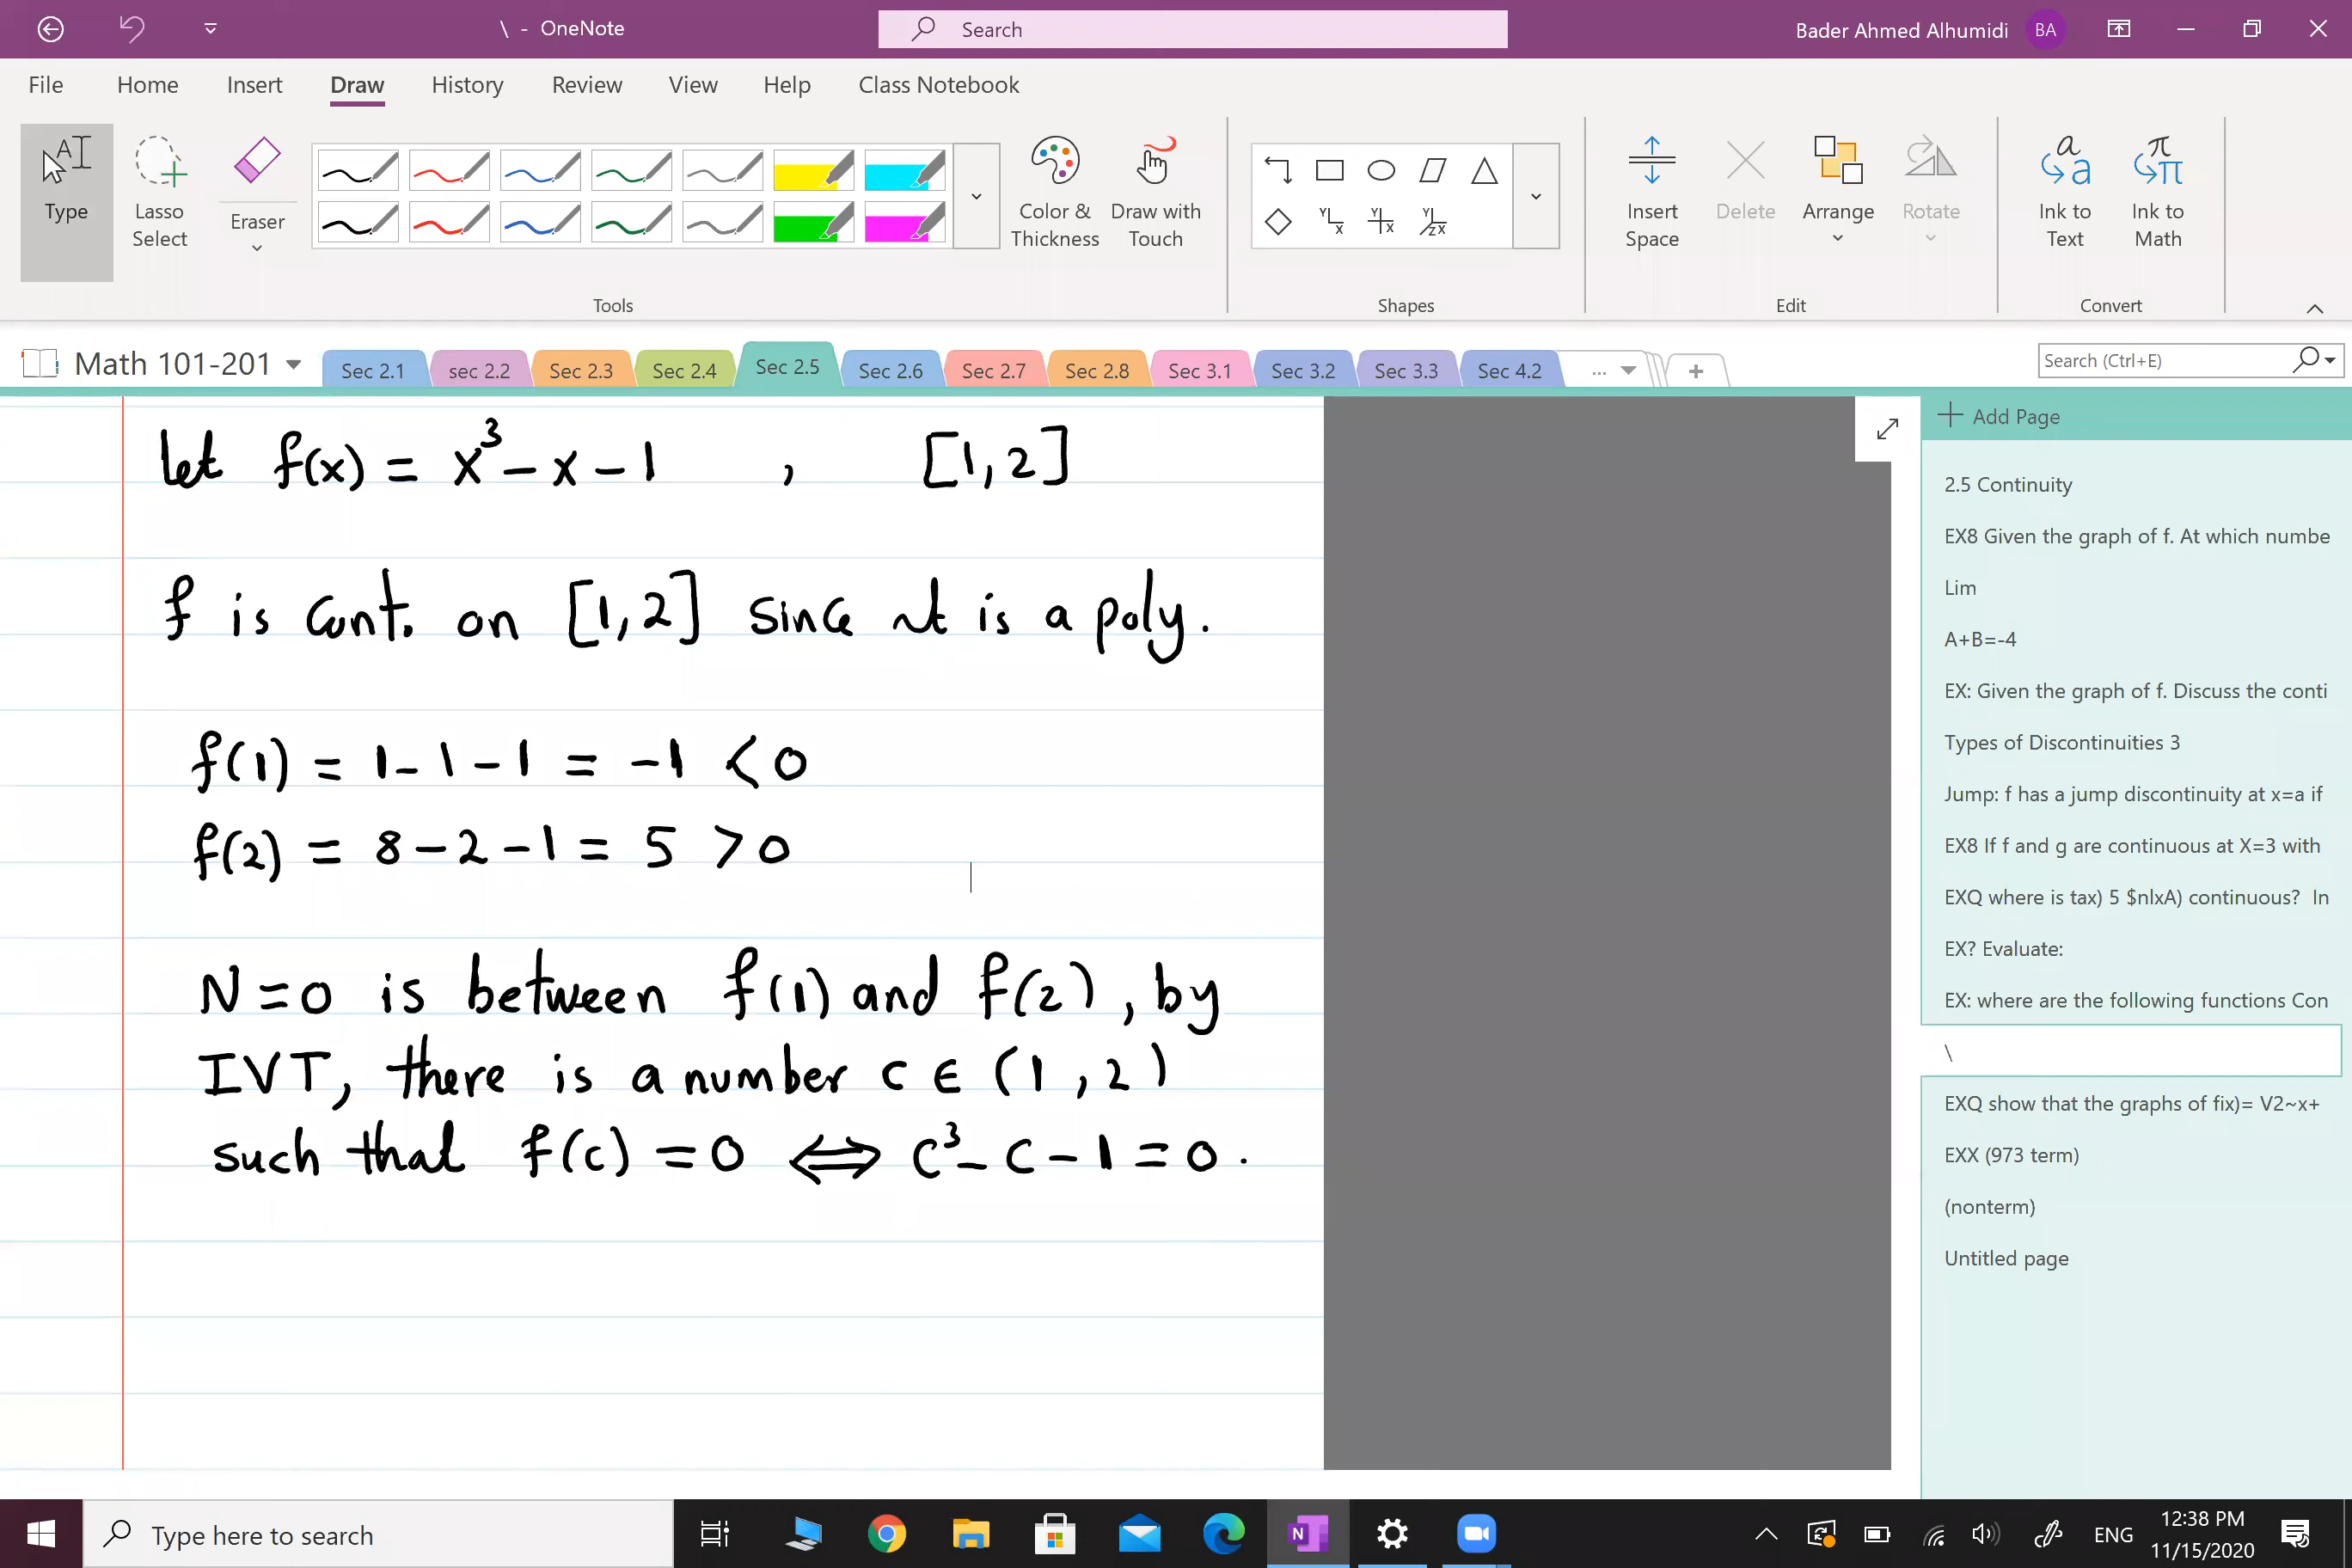 \ - OneNote
Search
Bader Ahmed Alhumidi BA
File Home Insert Draw History Review View Help Class Notebook
Type
Lasso Select
Eraser
Color & Thickness
Draw with Touch
Insert Space
Delete
Arrange
Rotate
Ink to Text
Ink to Math
Tools Shapes Edit Convert
Math 101-201
Sec 2.1 sec 2.2 Sec 2.3 Sec 2.4 Sec 2.5 Sec 2.6 Sec 2.7 Sec 2.8 Sec 3.1 Sec 3.2 Sec 3.3 Sec 4.2 ... +
Search (Ctrl+E)
let f(x) = x³ - x - 1 , [1,2]
f is cont. on [1,2] since it is a poly.
f(1) = 1 - 1 - 1 = -1 < 0
f(2) = 8 - 2 - 1 = 5 > 0
N = 0 is between f(1) and f(2), by
IVT, there is a number c ∈ (1,2)
such that f(c) = 0 ⟺ c³ - c - 1 = 0.
Add Page
2.5 Continuity
EX8 Given the graph of f. At which numbe
Lim
A+B=-4
EX: Given the graph of f. Discuss the conti
Types of Discontinuities 3
Jump: f has a jump discontinuity at x=a if
EX8 If f and g are continuous at X=3 with
EXQ where is tax) 5 $nlxA) continuous? In
EX? Evaluate:
EX: where are the following functions Con
\
EXQ show that the graphs of fix)= V2~x+
EXX (973 term)
(nonterm)
Untitled page
Type here to search
ENG
12:38 PM
11/15/2020